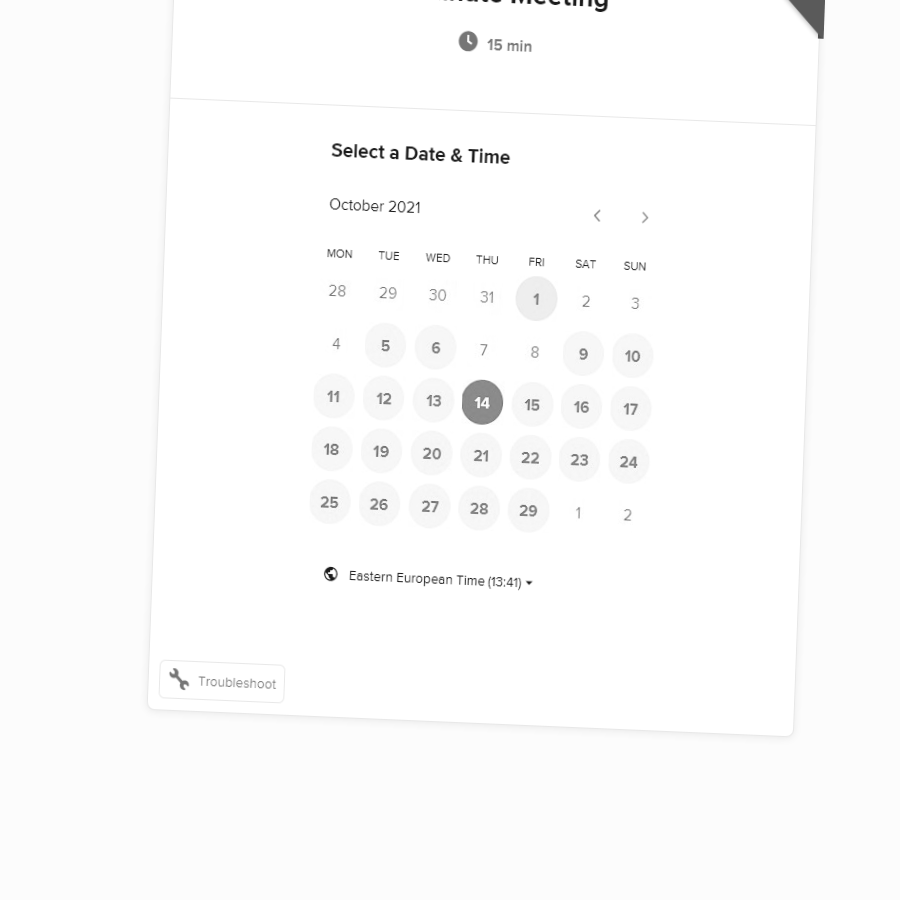 Meeting
15 min
Select a Date & Time
October 2021
MON TUE WED THU FRI SAT SUN
28 29 30 31 1 2 3
4 5 6 7 8 9 10
11 12 13 14 15 16 17
18 19 20 21 22 23 24
25 26 27 28 29 1 2
Eastern European Time (13:41)
Troubleshoot